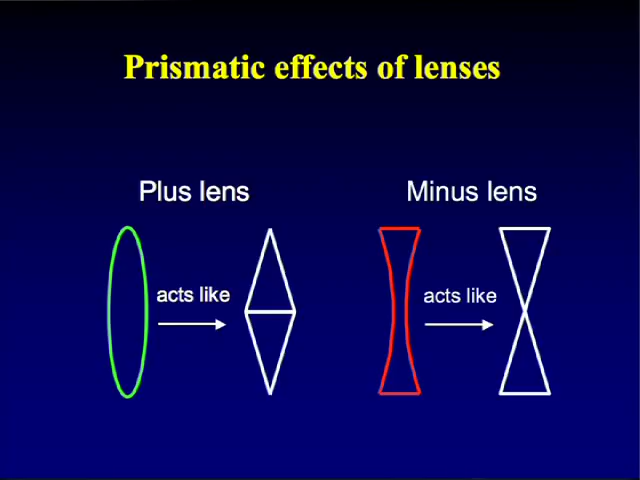 Prismatic effects of lenses
Plus lens
Minus lens
acts like
acts like